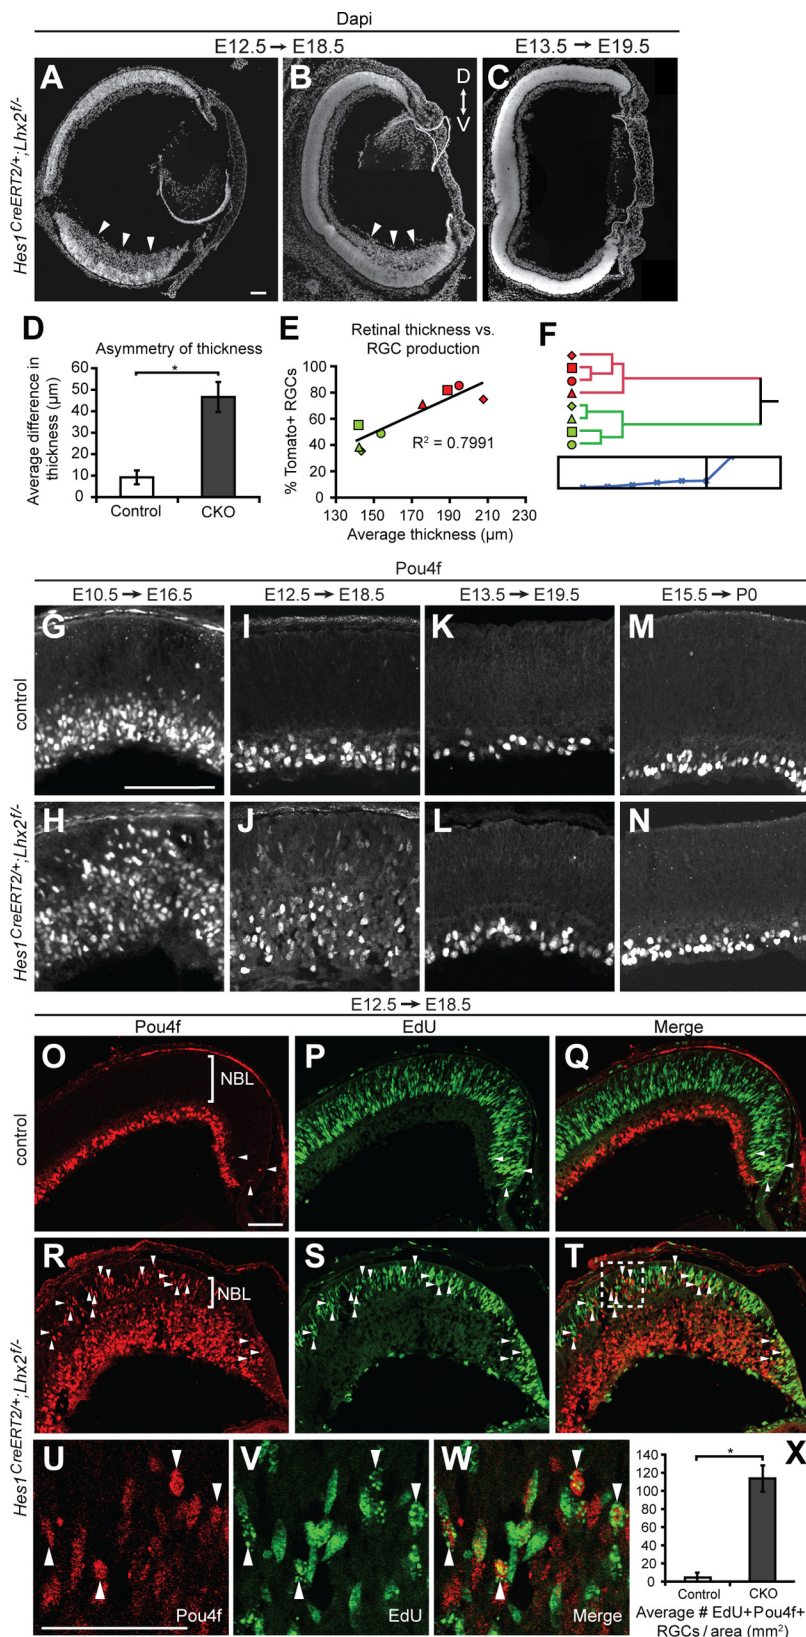 Dapi
E12.5 → E18.5
E13.5 → E19.5
Hes1CreERT2/+;Lhx2f/-
A
B
D
V
C
D
Asymmetry of thickness
*
Average difference in
thickness (µm)
60
50
40
30
20
10
0
Control
CKO
E
Retinal thickness vs.
RGC production
% Tomato+ RGCs
100
80
60
40
20
0
R2 = 0.7991
130
150
170
190
210
230
Average thickness (µm)
F
Pou4f
E10.5 → E16.5
E12.5 → E18.5
E13.5 → E19.5
E15.5 → P0
control
G
I
K
M
Hes1CreERT2/+;Lhx2f/-
H
J
L
N
E12.5 → E18.5
Pou4f
EdU
Merge
control
O
NBL
P
Q
Hes1CreERT2/+;Lhx2f/-
R
NBL
S
T
U
Pou4f
V
EdU
W
Merge
X
*
140
120
100
80
60
40
20
0
Control
CKO
Average # EdU+Pou4f+
RGCs / area (mm2)